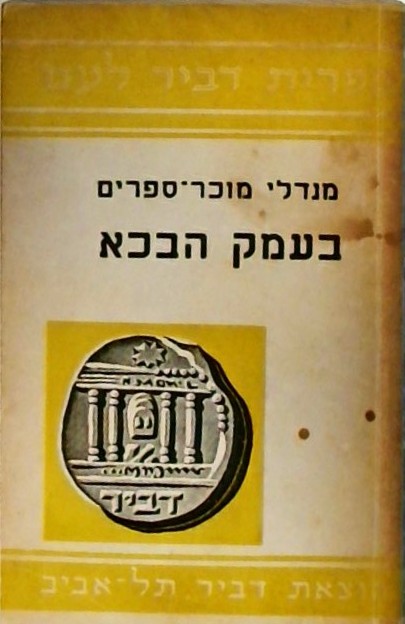 ספרית דביר לעם
מנדלי מוכר־ספרים
בעמק הבכא
דביר
הוצאת דביר תל־אביב